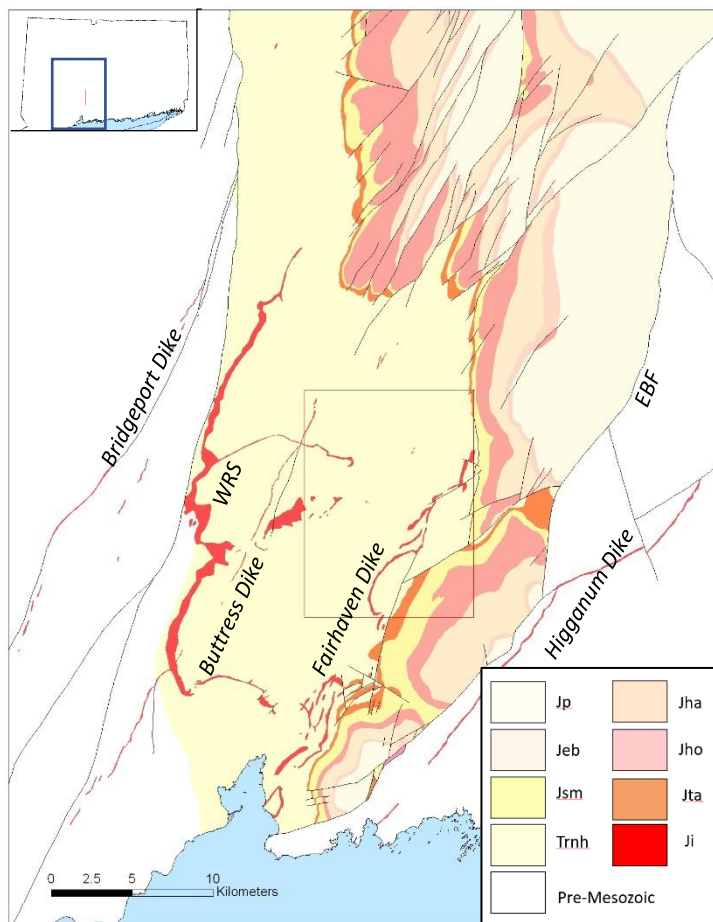 Bridgeport Dike
WRS
Buttress Dike
Fairhaven Dike
EBF
Higganum Dike
Jp
Jha
Jeb
Jho
Jsm
Jta
Trnh
Ji
Pre-Mesozoic
0 2.5 5 10
Kilometers